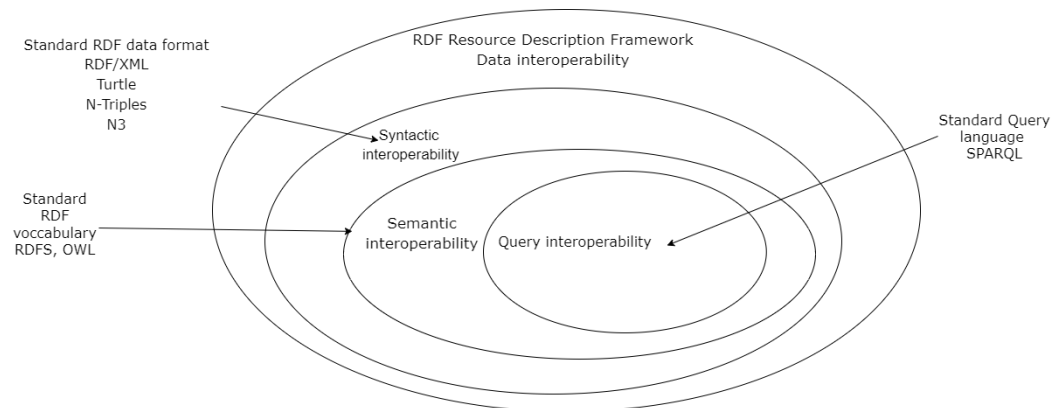 RDF Resource Description Framework
Data interoperability
Standard RDF data format
RDF/XML
Turtle
N-Triples
N3
Syntactic
interoperability
Standard Query
language
SPARQL
Standard
RDF
voccabulary
RDFS, OWL
Semantic
interoperability
Query interoperability